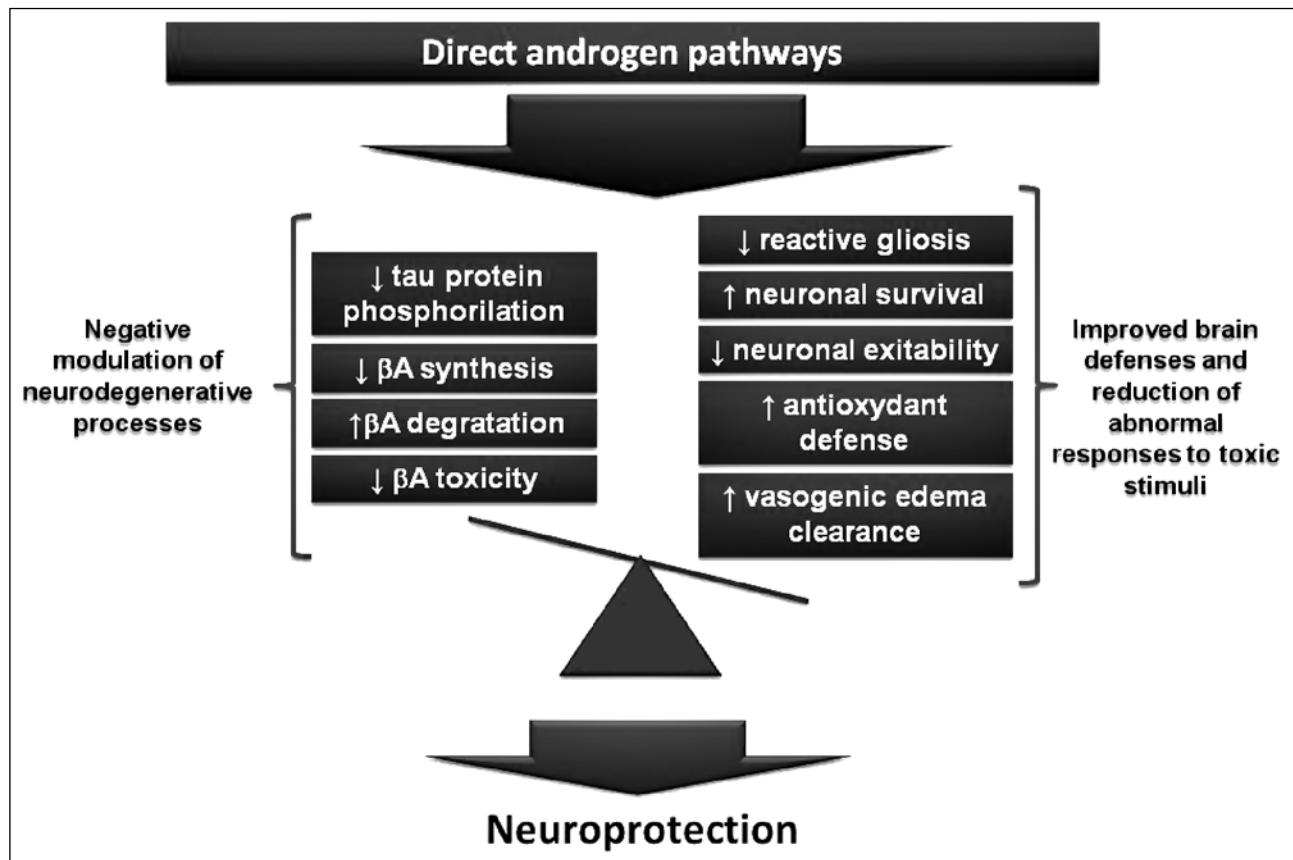 Direct androgen pathways
Negative
modulation of
neurodegenerative
processes
↓ tau protein
phosphorilation
↓ βA synthesis
↑βA degratation
↓ βA toxicity
↓ reactive gliosis
↑ neuronal survival
↓ neuronal exitability
↑ antioxydant
defense
↑ vasogenic edema
clearance
Improved brain
defenses and
reduction of
abnormal
responses to toxic
stimuli
Neuroprotection